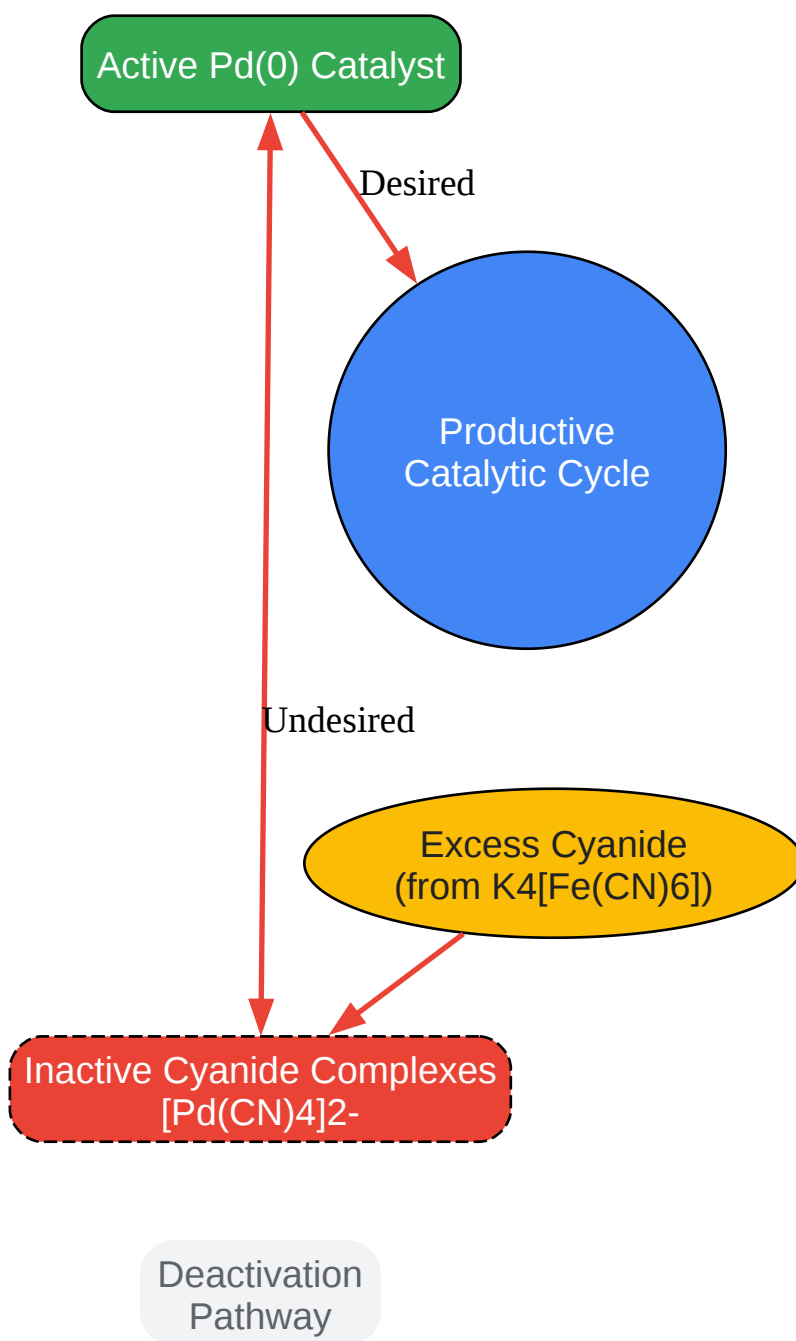 Active Pd(0) Catalyst
Desired
Productive
Catalytic Cycle
Undesired
Excess Cyanide
(from K4[Fe(CN)6])
Inactive Cyanide Complexes
[Pd(CN)4]2-
Deactivation
Pathway